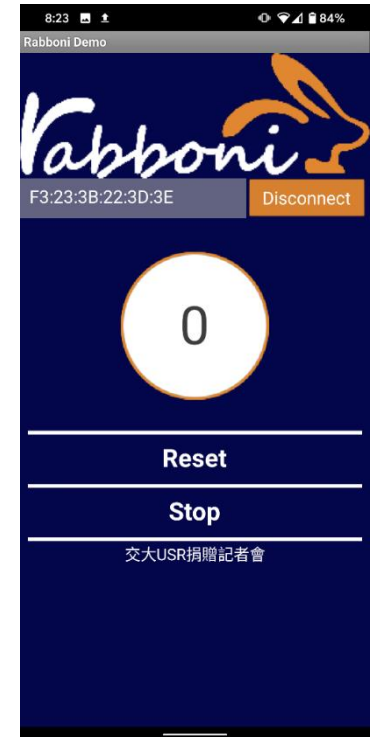 8:23 84%
Rabboni Demo
rabboni
F3:23:3B:22:3D:3E Disconnect
0
Reset
Stop
交大USR捐贈記者會